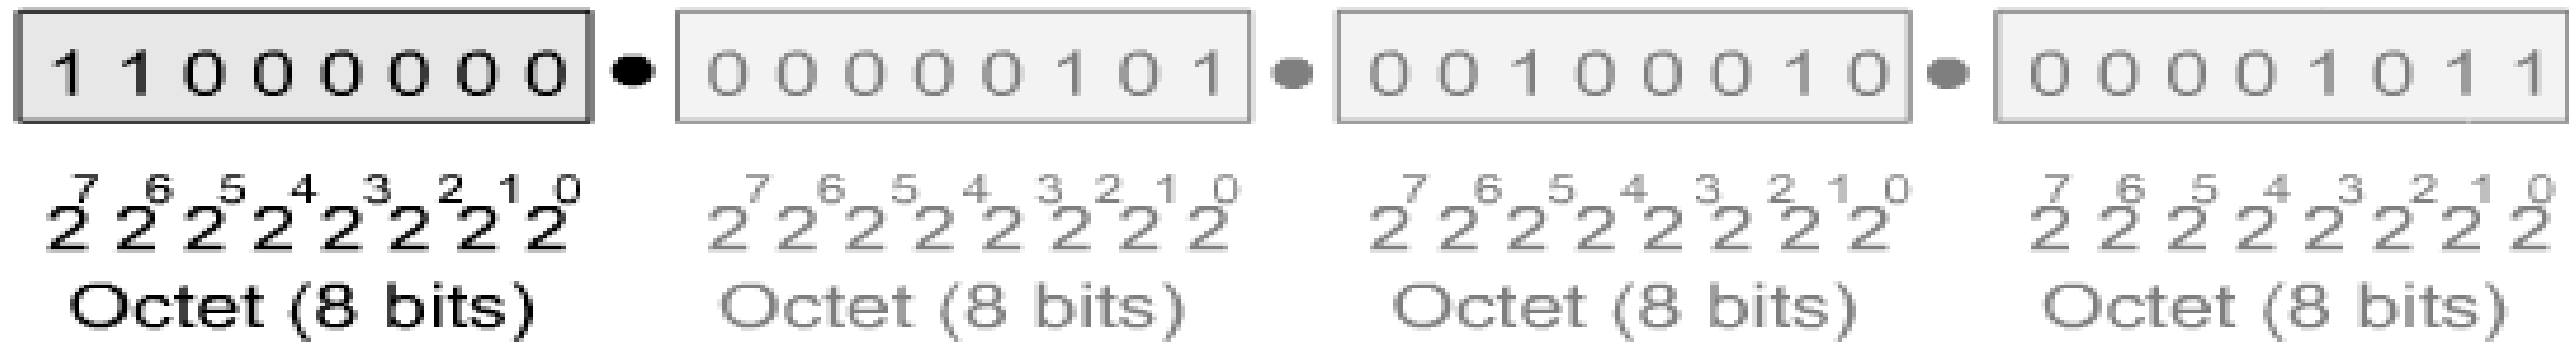 1 1 0 0 0 0 0 0 • 0 0 0 0 0 1 0 1 • 0 0 1 0 0 0 1 0 • 0 0 0 0 1 0 1 1
2⁷ 2⁶ 2⁵ 2⁴ 2³ 2² 2¹ 2⁰ 2⁷ 2⁶ 2⁵ 2⁴ 2³ 2² 2¹ 2⁰ 2⁷ 2⁶ 2⁵ 2⁴ 2³ 2² 2¹ 2⁰ 2⁷ 2⁶ 2⁵ 2⁴ 2³ 2² 2¹ 2⁰
Octet (8 bits) Octet (8 bits) Octet (8 bits) Octet (8 bits)